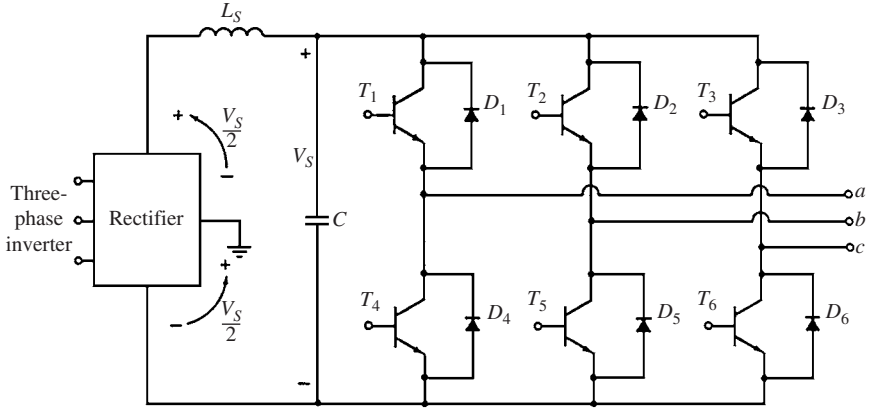 L_S
+
T_1
D_1
T_2
D_2
T_3
D_3
+
V_S
2
−
V_S
Three-
phase
inverter
Rectifier
C
a
b
c
+
−
V_S
2
T_4
D_4
T_5
D_5
T_6
D_6
−